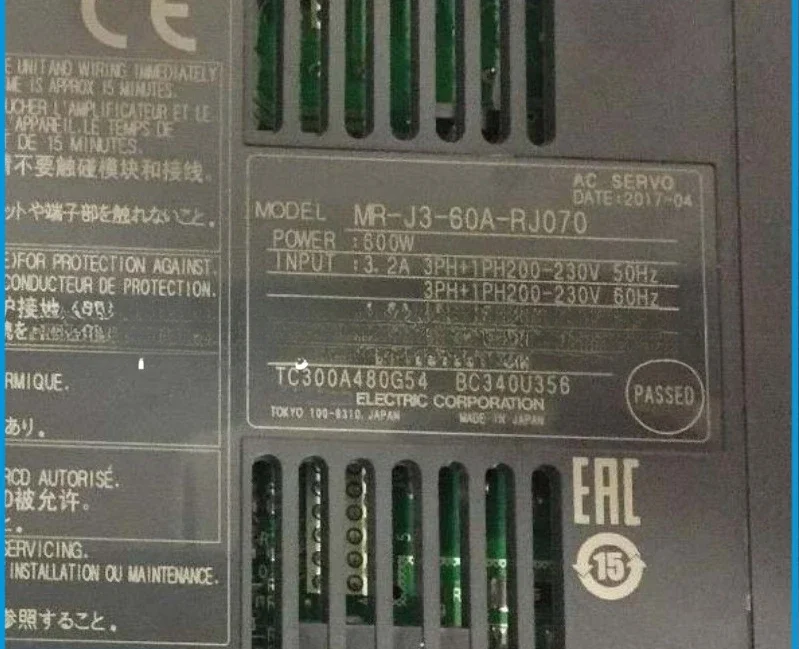 CE
E UNIT AND WIRING IMMEDIATELY
ME IS APPROX 15 MINUTES.
UCHER L'AMPLIFICATEUR ET LE
APPAREIL.LE TEMPS DE
DE 15 MINUTES.
不要触碰模块和接线。
ットや端子部を触れないこと。
E)FOR PROTECTION AGAINST
CONDUCTEUR DE PROTECTION.
接地
RMIQUE.
あり。
RCD AUTORISÉ.
D被允许。
と。
SERVICING.
INSTALLATION OU MAINTENANCE.
参照すること。
AC SERVO
DATE:2017-04
MODEL MR-J3-60A-RJ070
POWER :600W
INPUT :3.2A 3PH+1PH200-230V 50Hz
3PH+1PH200-230V 60Hz
TC300A480G54 BC340U356
ELECTRIC CORPORATION
TOKYO 100-8310,JAPAN MADE IN JAPAN
PASSED
EAC
15